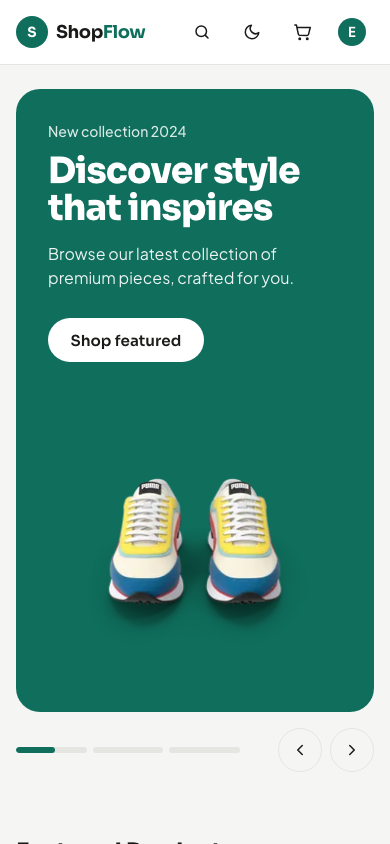 S ShopFlow E
New collection 2024
Discover style
that inspires
Browse our latest collection of
premium pieces, crafted for you.
Shop featured
PUMA PUMA